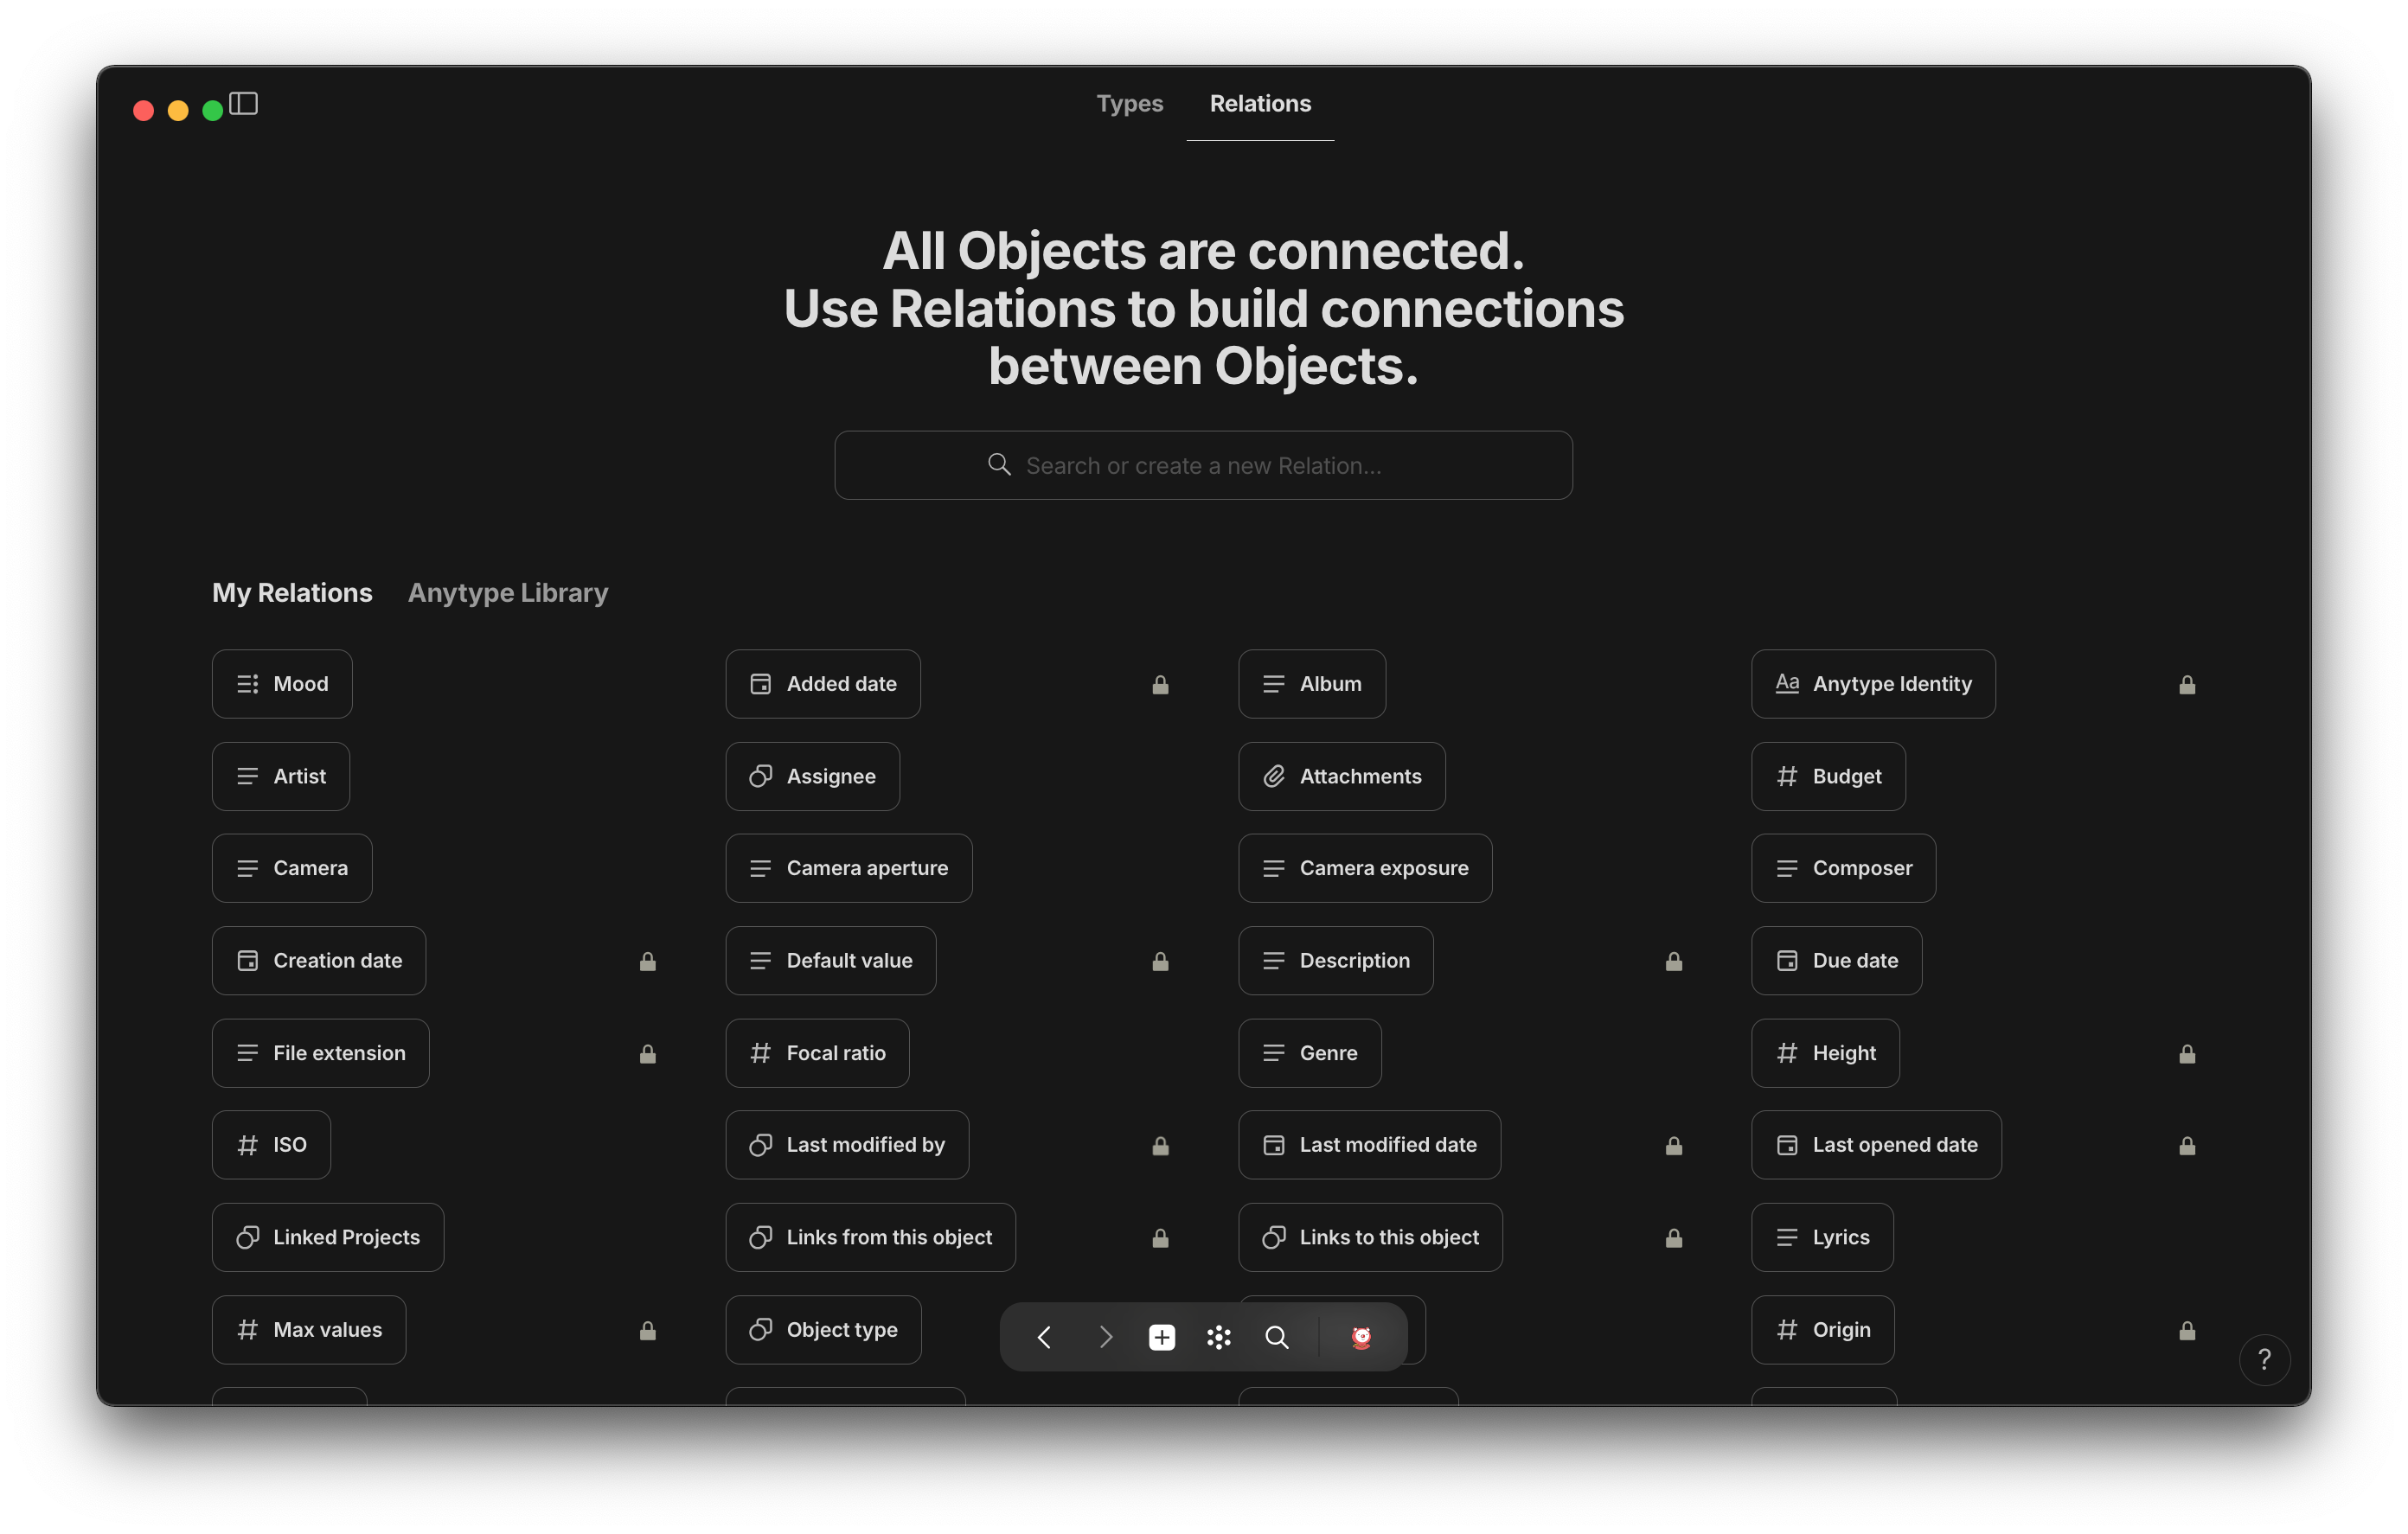 Types Relations
All Objects are connected.
Use Relations to build connections
between Objects.
Search or create a new Relation...
My Relations Anytype Library
Mood Added date Album Aa Anytype Identity
Artist Assignee Attachments Budget
Camera Camera aperture Camera exposure Composer
Creation date Default value Description Due date
File extension # Focal ratio Genre # Height
# ISO Last modified by Last modified date Last opened date
Linked Projects Links from this object Links to this object Lyrics
# Max values Object type # Origin
?